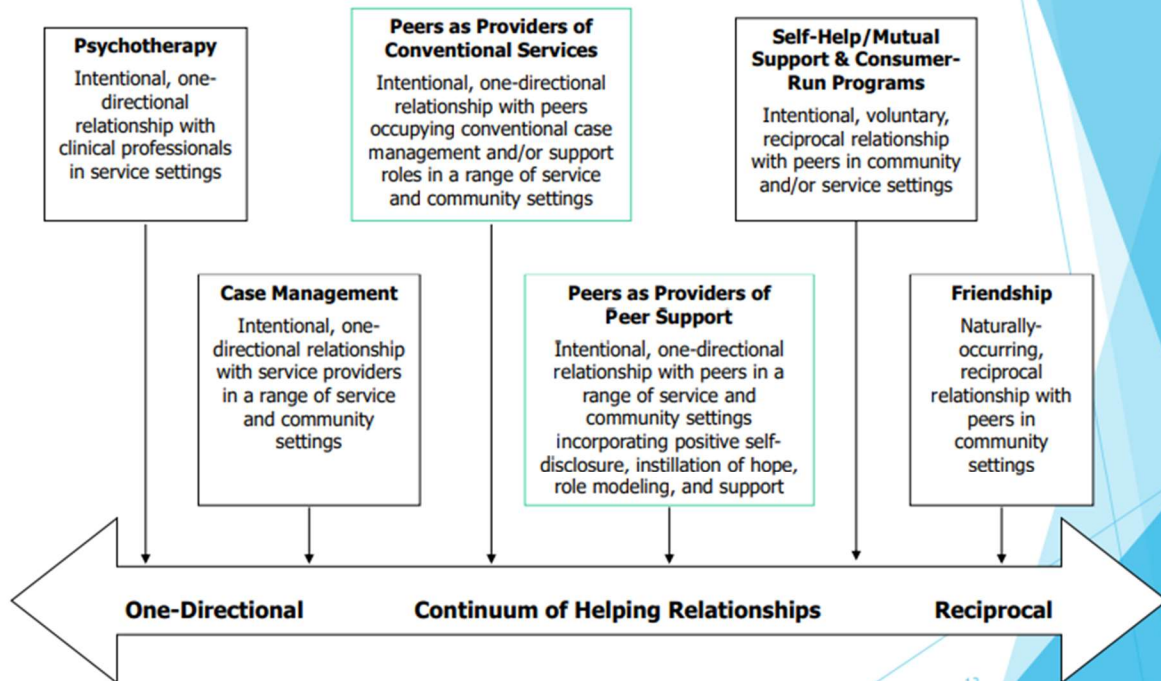 Psychotherapy
Intentional, one-
directional
relationship with
clinical professionals
in service settings
Peers as Providers of
Conventional Services
Intentional, one-directional
relationship with peers
occupying conventional case
management and/or support
roles in a range of service
and community settings
Self-Help/Mutual
Support & Consumer-
Run Programs
Intentional, voluntary,
reciprocal relationship
with peers in community
and/or service settings
Case Management
Intentional, one-
directional relationship
with service providers
in a range of service
and community
settings
Peers as Providers of
Peer Support
Intentional, one-directional
relationship with peers in a
range of service and
community settings
incorporating positive self-
disclosure, instillation of hope,
role modeling, and support
Friendship
Naturally-
occurring,
reciprocal
relationship with
peers in
community
settings
One-Directional
Continuum of Helping Relationships
Reciprocal